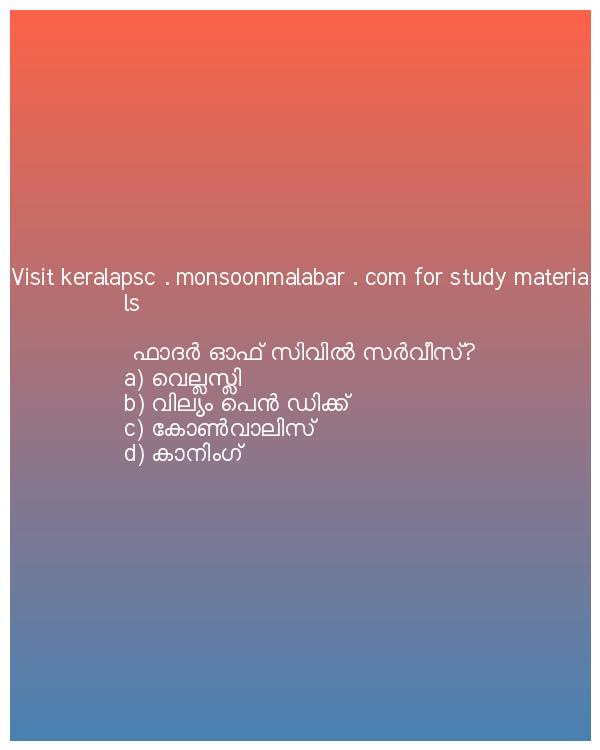 Visit keralapsc . monsoonmalabar . com for study materia
ls
ഫാദർ ഓഫ് സിവിൽ സർവീസ്?
a) വെല്ലസ്ലി
b) വില്യം പെൻ ഡിക്ക്
c) കോൺവാലിസ്
d) കാനിംഗ്